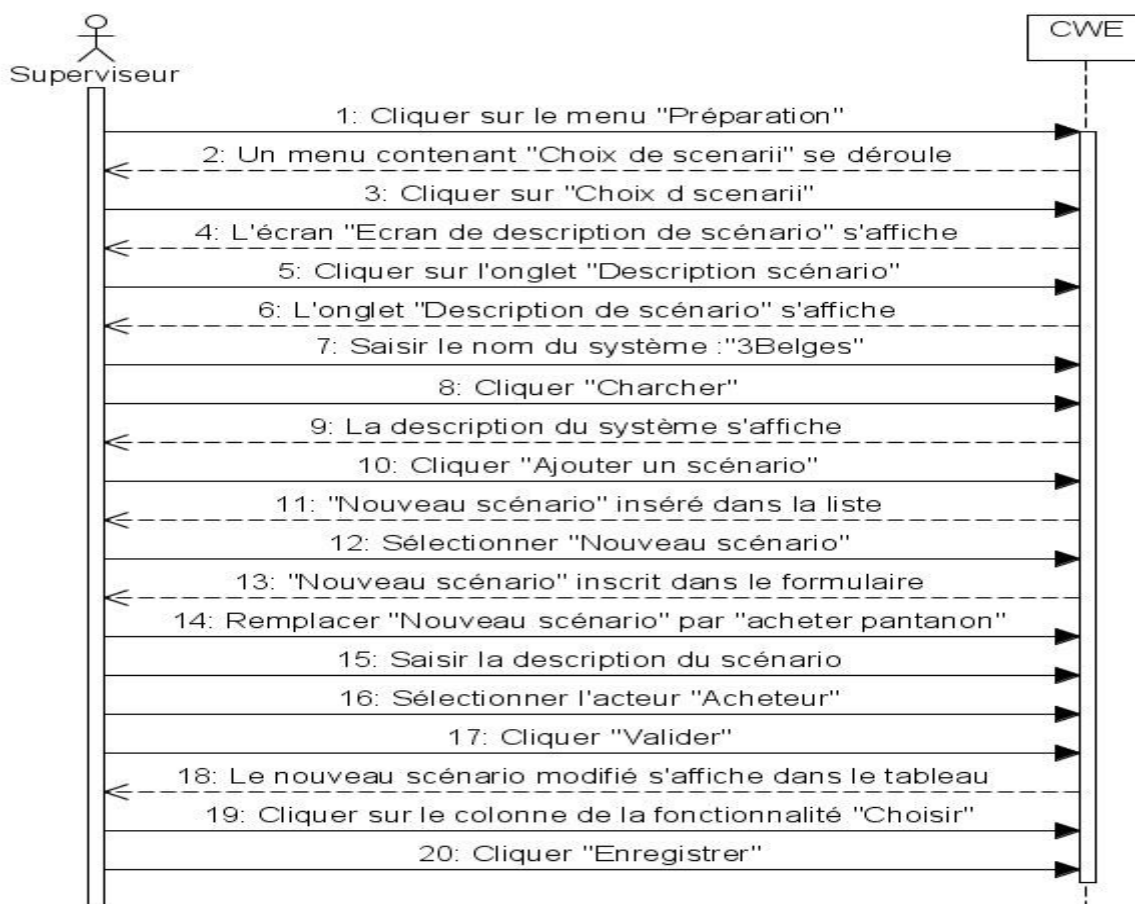 CWE
Superviseur
1: Cliquer sur le menu "Préparation"
2: Un menu contenant "Choix de scenarii" se déroule
3: Cliquer sur "Choix d scenarii"
4: L'écran "Ecran de description de scénario" s'affiche
5: Cliquer sur l'onglet "Description scénario"
6: L'onglet "Description de scénario" s'affiche
7: Saisir le nom du système :"3Belges"
8: Cliquer "Charcher"
9: La description du système s'affiche
10: Cliquer "Ajouter un scénario"
11: "Nouveau scénario" inséré dans la liste
12: Sélectionner "Nouveau scénario"
13: "Nouveau scénario" inscrit dans le formulaire
14: Remplacer "Nouveau scénario" par "acheter pantanon"
15: Saisir la description du scénario
16: Sélectionner l'acteur "Acheteur"
17: Cliquer "Valider"
18: Le nouveau scénario modifié s'affiche dans le tableau
19: Cliquer sur le colonne de la fonctionnalité "Choisir"
20: Cliquer "Enregistrer"